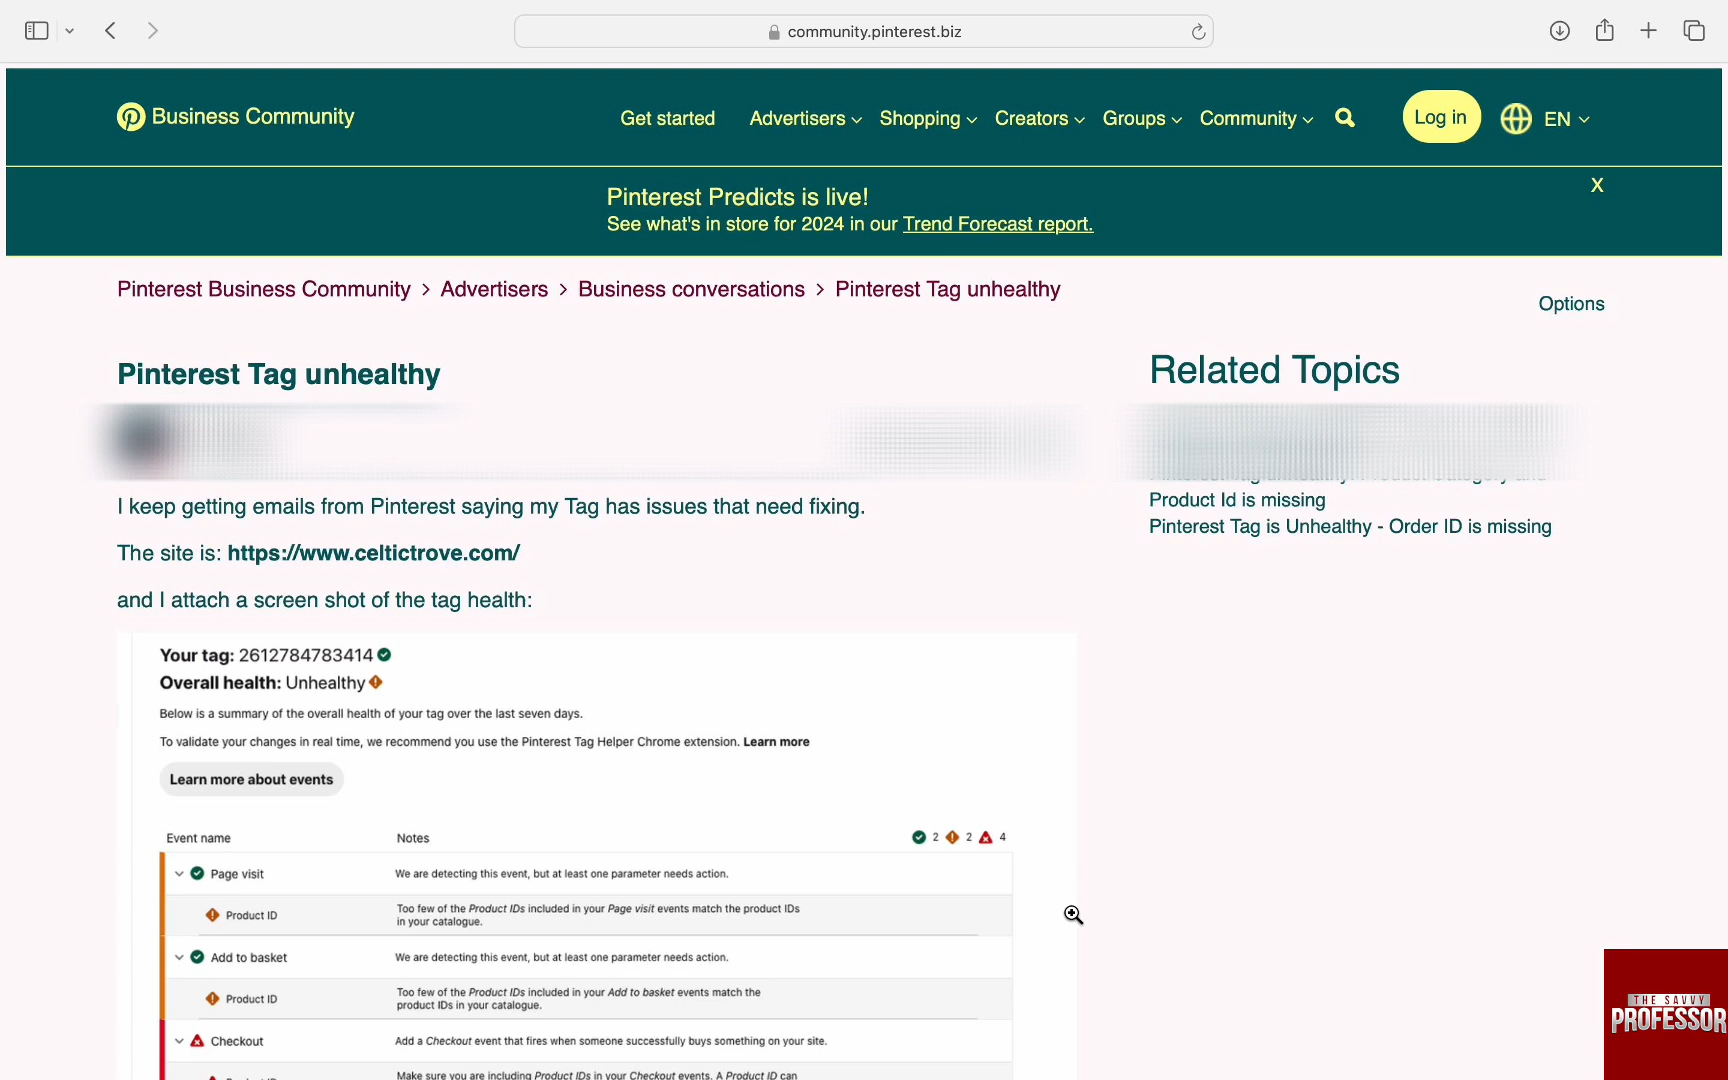 community.pinterest.biz
Business Community
Get started Advertisers Shopping Creators Groups Community Log in EN
Pinterest Predicts is live!
X
See what's in store for 2024 in our Trend Forecast report.
Pinterest Business Community > Advertisers > Business conversations > Pinterest Tag unhealthy
Options
Pinterest Tag unhealthy
I keep getting emails from Pinterest saying my Tag has issues that need fixing.
The site is: https://www.celtictrove.com/
and I attach a screen shot of the tag health:
Related Topics
Product Id is missing
Pinterest Tag is Unhealthy - Order ID is missing
Your tag: 2612784783414
Overall health: Unhealthy
Below is a summary of the overall health of your tag over the last seven days.
To validate your changes in real time, we recommend you use the Pinterest Tag Helper Chrome extension. Learn more
Learn more about events
Event name Notes 2 2 4
Page visit We are detecting this event, but at least one parameter needs action.
Product ID Too few of the Product IDs included in your Page visit events match the product IDs
in your catalogue.
Add to basket We are detecting this event, but at least one parameter needs action.
Product ID Too few of the Product IDs included in your Add to basket events match the
product IDs in your catalogue.
Checkout Add a Checkout event that fires when someone successfully buys something on your site.
Make sure you are including Product IDs in your Checkout events. A Product ID can
THE SAVVY
PROFESSOR